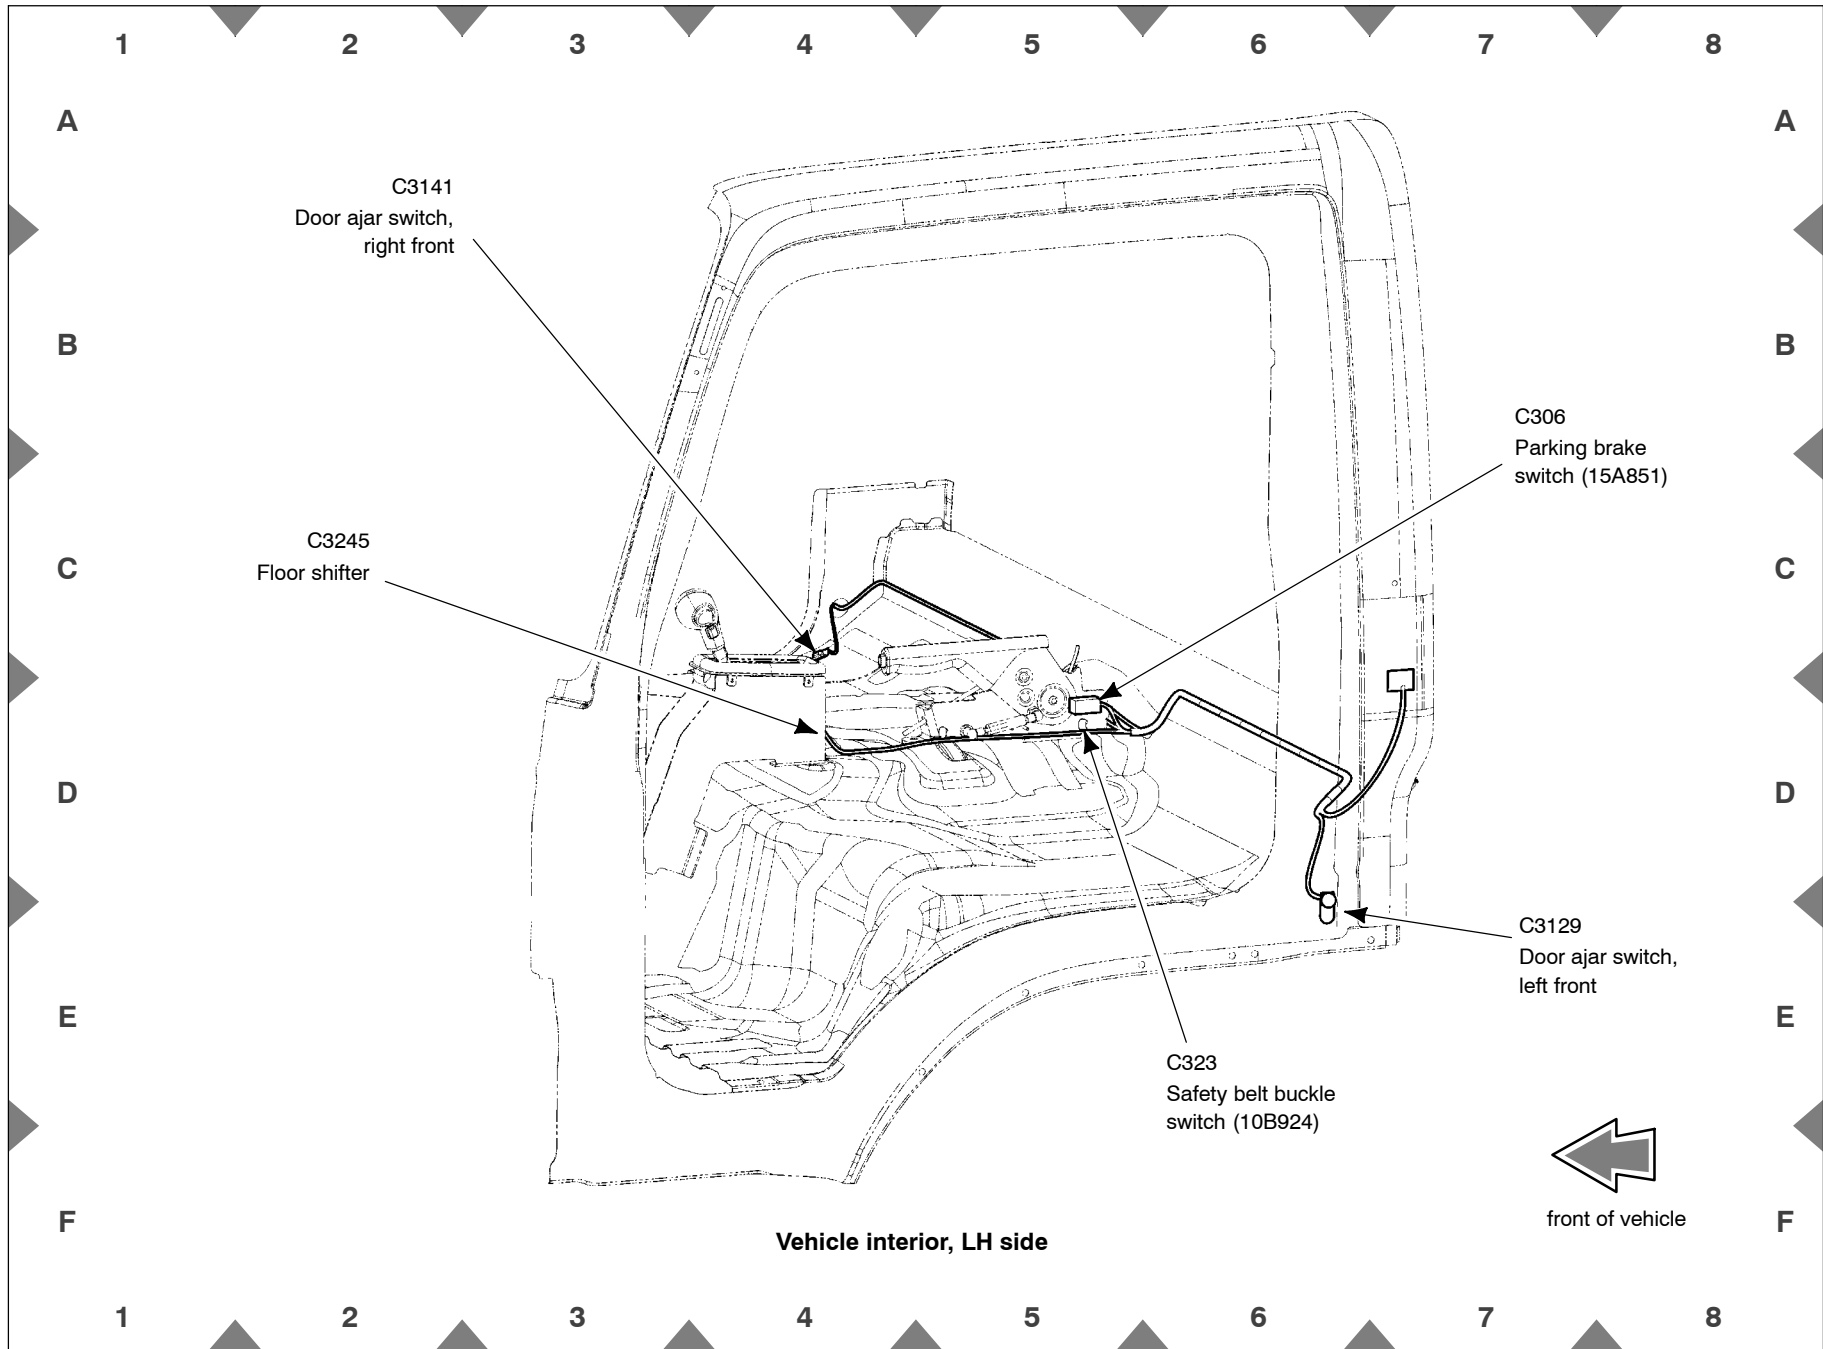 1 2 3 4 5 6 7 8
A A
C3141
Door ajar switch,
right front
B B
C306
Parking brake
switch (15A851)
C3245
Floor shifter
C C
D D
C3129
Door ajar switch,
left front
E E
C323
Safety belt buckle
switch (10B924)
front of vehicle
F F
Vehicle interior, LH side
1 2 3 4 5 6 7 8